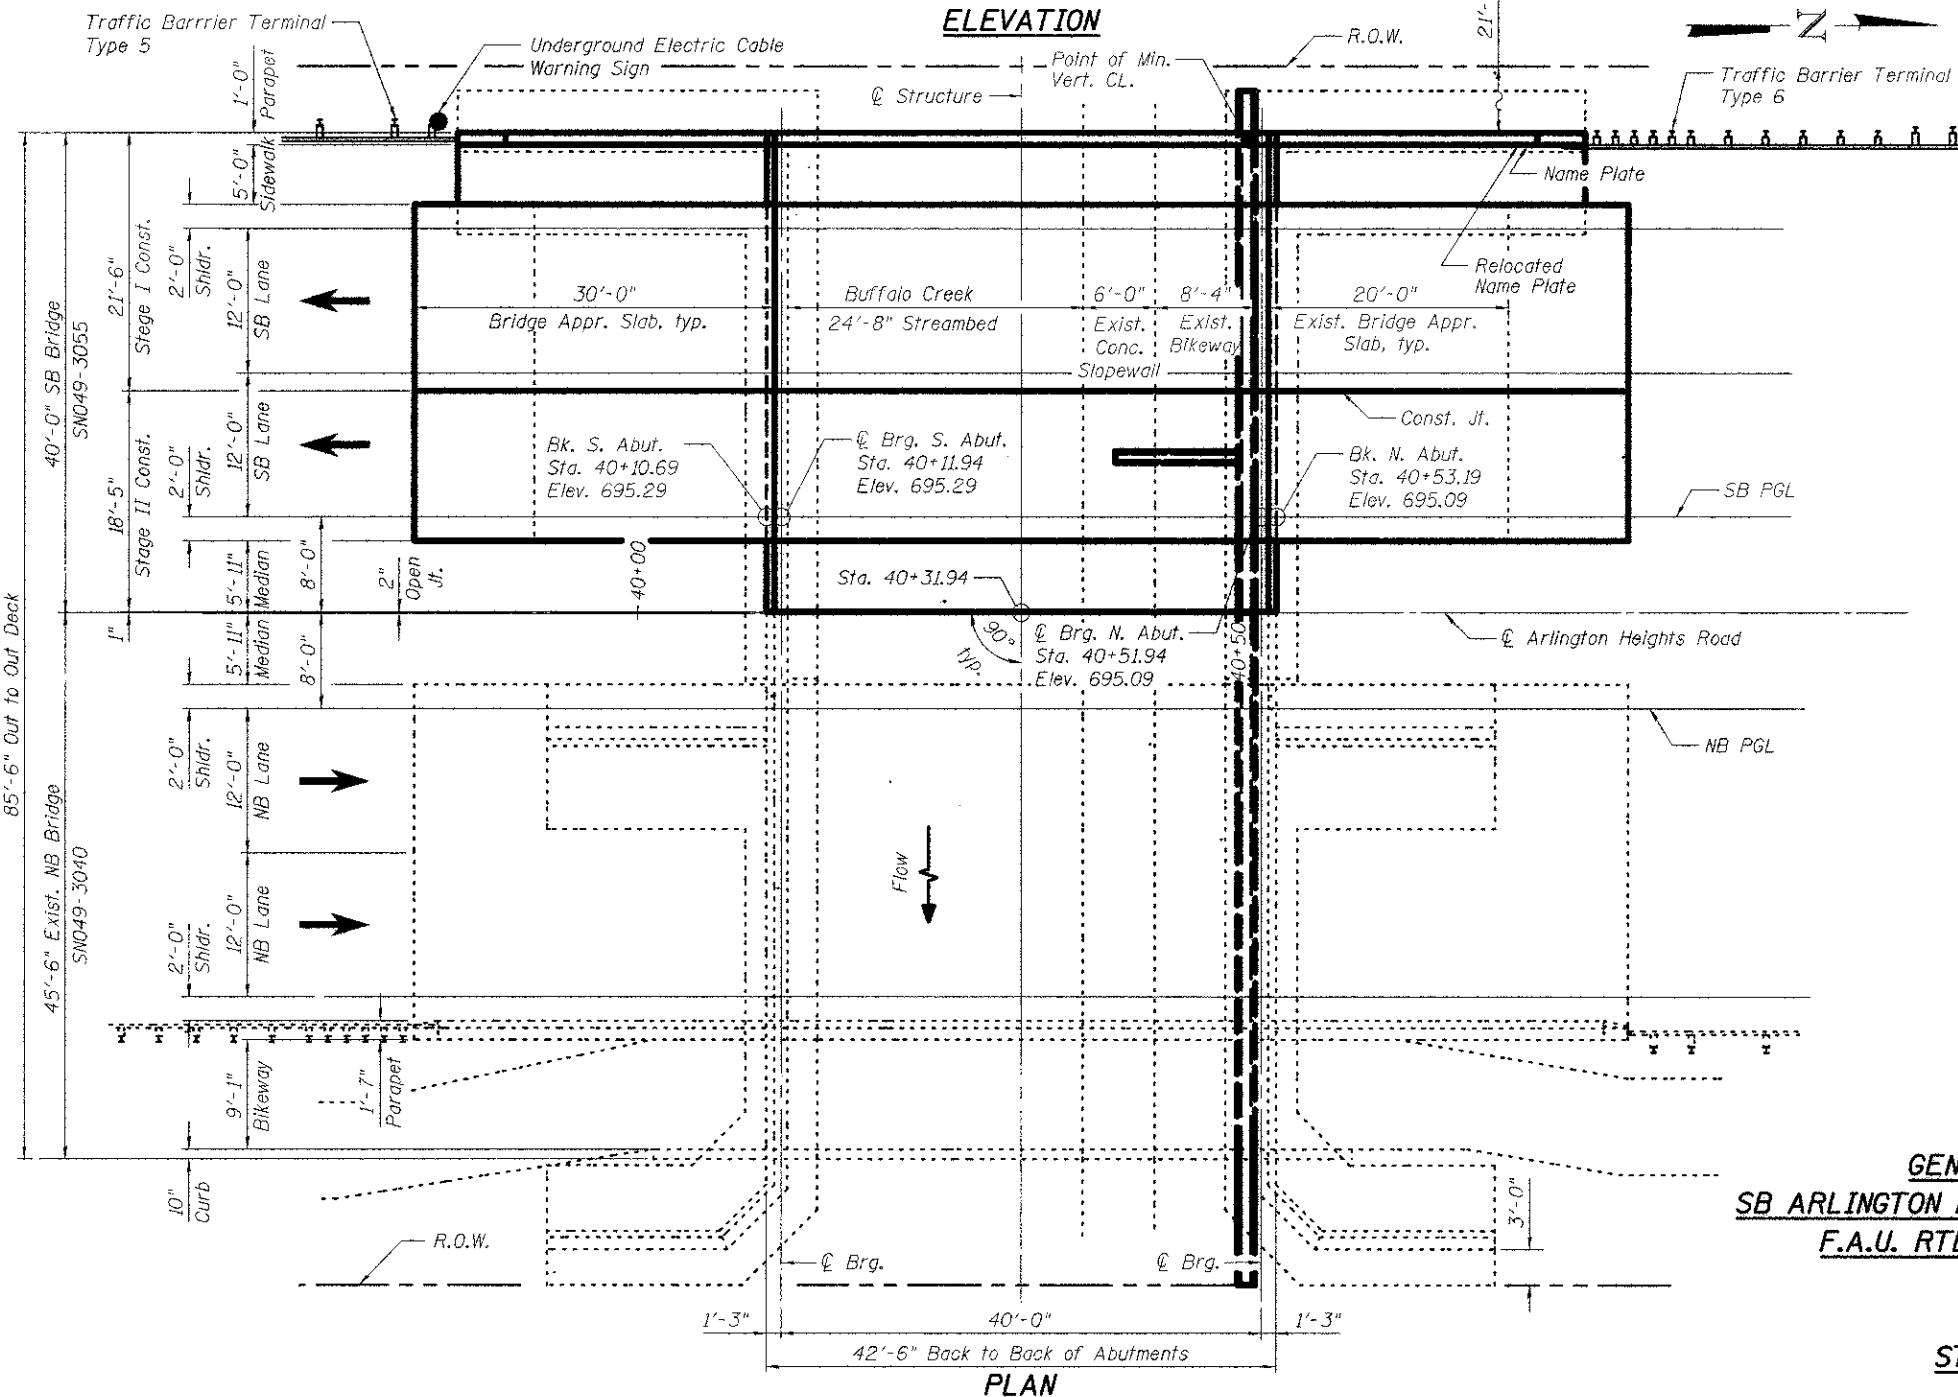 ELEVATION
Traffic Barrrier Terminal
Type 5
Underground Electric Cable
Warning Sign
1'-0"
Parapet
℄ Structure
Point of Min.
Vert. CL.
R.O.W.
21'-
Z
Traffic Barrier Terminal
Type 6
5'-0"
Sidewalk
Name Plate
Relocated
Name Plate
40'-0" SB Bridge
SN049-3055
21'-6"
Stege I Const.
2'-0"
Shldr.
12'-0"
SB Lane
30'-0"
Bridge Appr. Slab, typ.
Buffalo Creek
24'-8" Streambed
6'-0"
Exist.
Conc.
Slopewall
8'-4"
Exist.
Bikeway
20'-0"
Exist. Bridge Appr.
Slab, typ.
Const. Jt.
18'-5"
Stage II Const.
2'-0"
Shldr.
12'-0"
SB Lane
Bk. S. Abut.
Sta. 40+10.69
Elev. 695.29
℄ Brg. S. Abut.
Sta. 40+11.94
Elev. 695.29
Bk. N. Abut.
Sta. 40+53.19
Elev. 695.09
SB PGL
5'-11"
Median
8'-0"
2"
Open
Jt.
40+00
Sta. 40+31.94
85'-6" Out to Out Deck
1"
5'-11"
Median
8'-0"
90°
typ.
℄ Brg. N. Abut.
Sta. 40+51.94
Elev. 695.09
40+50
℄ Arlington Heights Road
NB PGL
2'-0"
Shldr.
12'-0"
NB Lane
45'-6" Exist. NB Bridge
SN049-3040
2'-0"
Shldr.
12'-0"
NB Lane
Flow
9'-1"
Bikeway
1'-7"
Parapet
10"
Curb
R.O.W.
℄ Brg.
℄ Brg.
3'-0"
GEN
SB ARLINGTON
F.A.U. RT
1'-3"
40'-0"
1'-3"
42'-6" Back to Back of Abutments
PLAN
ST